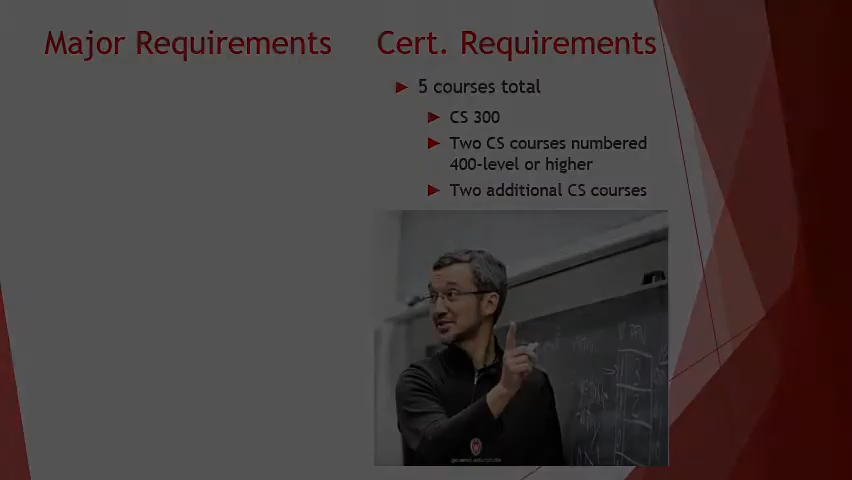 Major Requirements
Cert. Requirements
5 courses total
CS 300
Two CS courses numbered
400-level or higher
Two additional CS courses